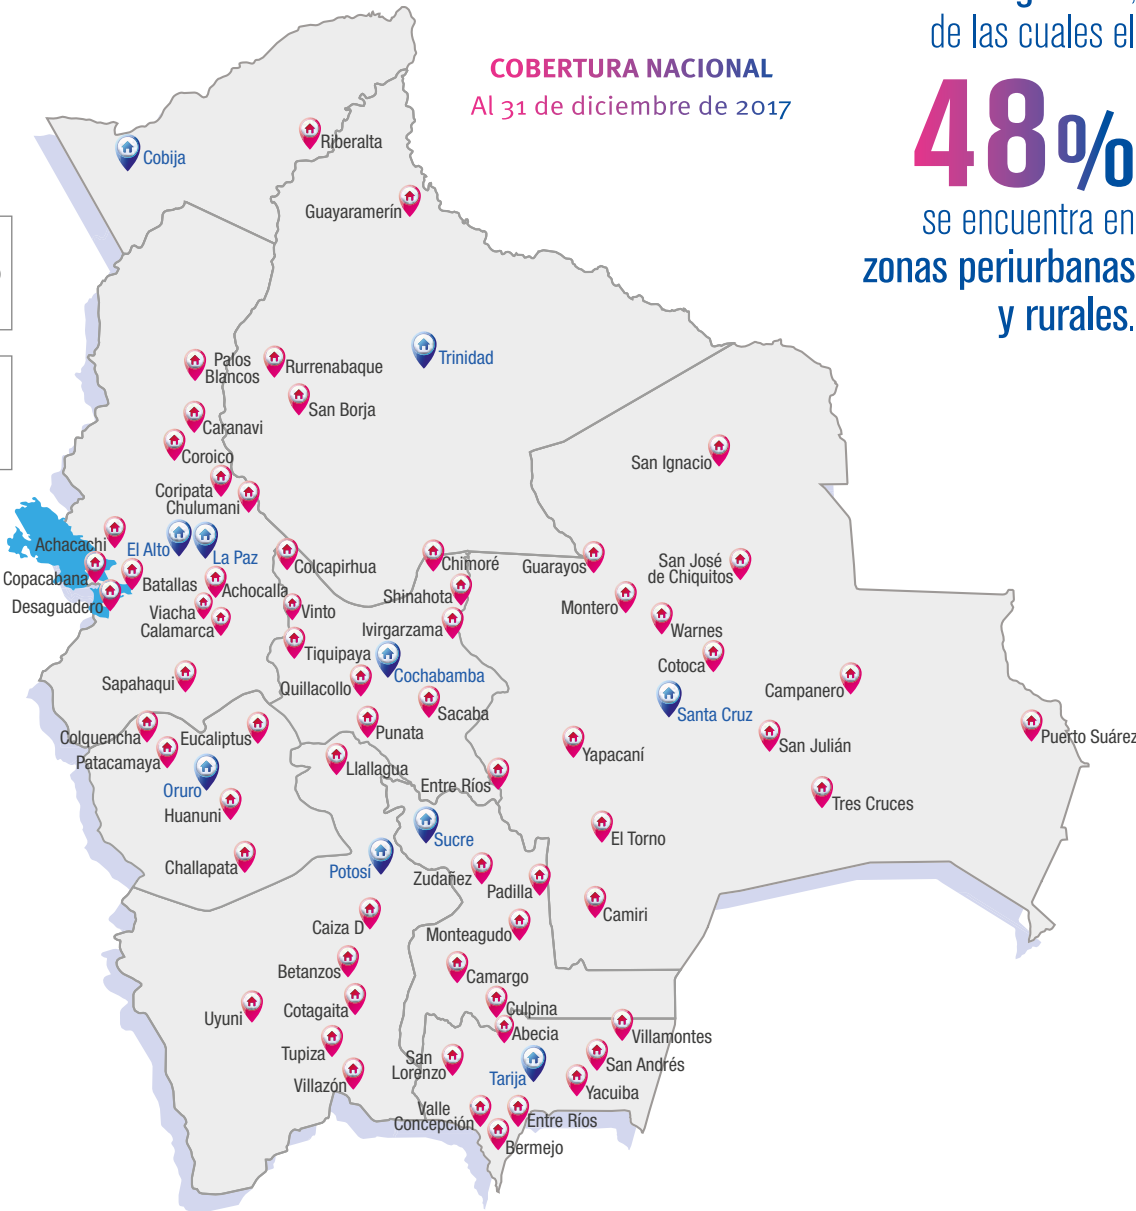 de las cuales el
48%
se encuentra en
zonas periurbanas
y rurales.
COBERTURA NACIONAL
Al 31 de diciembre de 2017
Cobija
Riberalta
Guayaramerín
Trinidad
Palos
Blancos
Rurrenabaque
San Borja
Caranavi
Coroico
San Ignacio
Coripata
Chulumani
Achacachi
El Alto
La Paz
Colcapirhua
Chimoré
Guarayos
San José
de Chiquitos
Copacabana
Batallas
Achocalla
Shinahota
Desaguadero
Viacha
Vinto
Montero
Calamarca
Ivirgarzama
Warnes
Tiquipaya
Cotoca
Sapahaqui
Quillacollo
Cochabamba
Campanero
Sacaba
Santa Cruz
Colquencha
Eucaliptus
Punata
Puerto Suárez
San Julián
Patacamaya
Llallagua
Yapacaní
Oruro
Entre Ríos
Tres Cruces
Huanuni
Sucre
El Torno
Challapata
Potosí
Zudañez
Padilla
Camiri
Caiza D
Monteagudo
Betanzos
Camargo
Uyuni
Cotagaita
Culpina
Abecia
Villamontes
Tupiza
San
Lorenzo
San Andrés
Villazón
Tarija
Yacuiba
Valle
Concepción
Entre Ríos
Bermejo